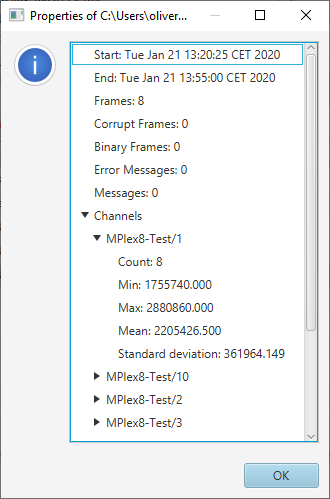 Properties of C:\Users\oliver...
Start: Tue Jan 21 13:20:25 CET 2020
End: Tue Jan 21 13:55:00 CET 2020
Frames: 8
Corrupt Frames: 0
Binary Frames: 0
Error Messages: 0
Messages: 0
Channels
MPlex8-Test/1
Count: 8
Min: 1755740.000
Max: 2880860.000
Mean: 2205426.500
Standard deviation: 361964.149
MPlex8-Test/10
MPlex8-Test/2
MPlex8-Test/3
OK